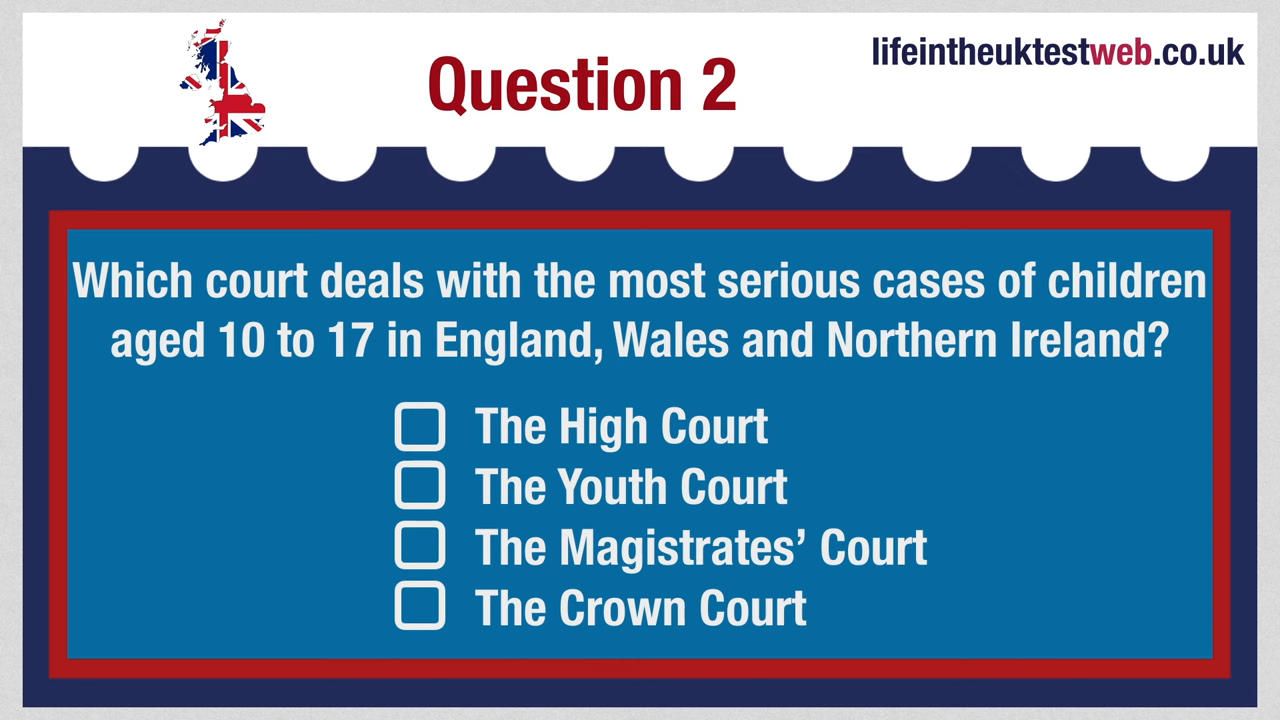 Question 2
lifeintheuktestweb.co.uk
Which court deals with the most serious cases of children
aged 10 to 17 in England, Wales and Northern Ireland?
The High Court
The Youth Court
The Magistrates’ Court
The Crown Court